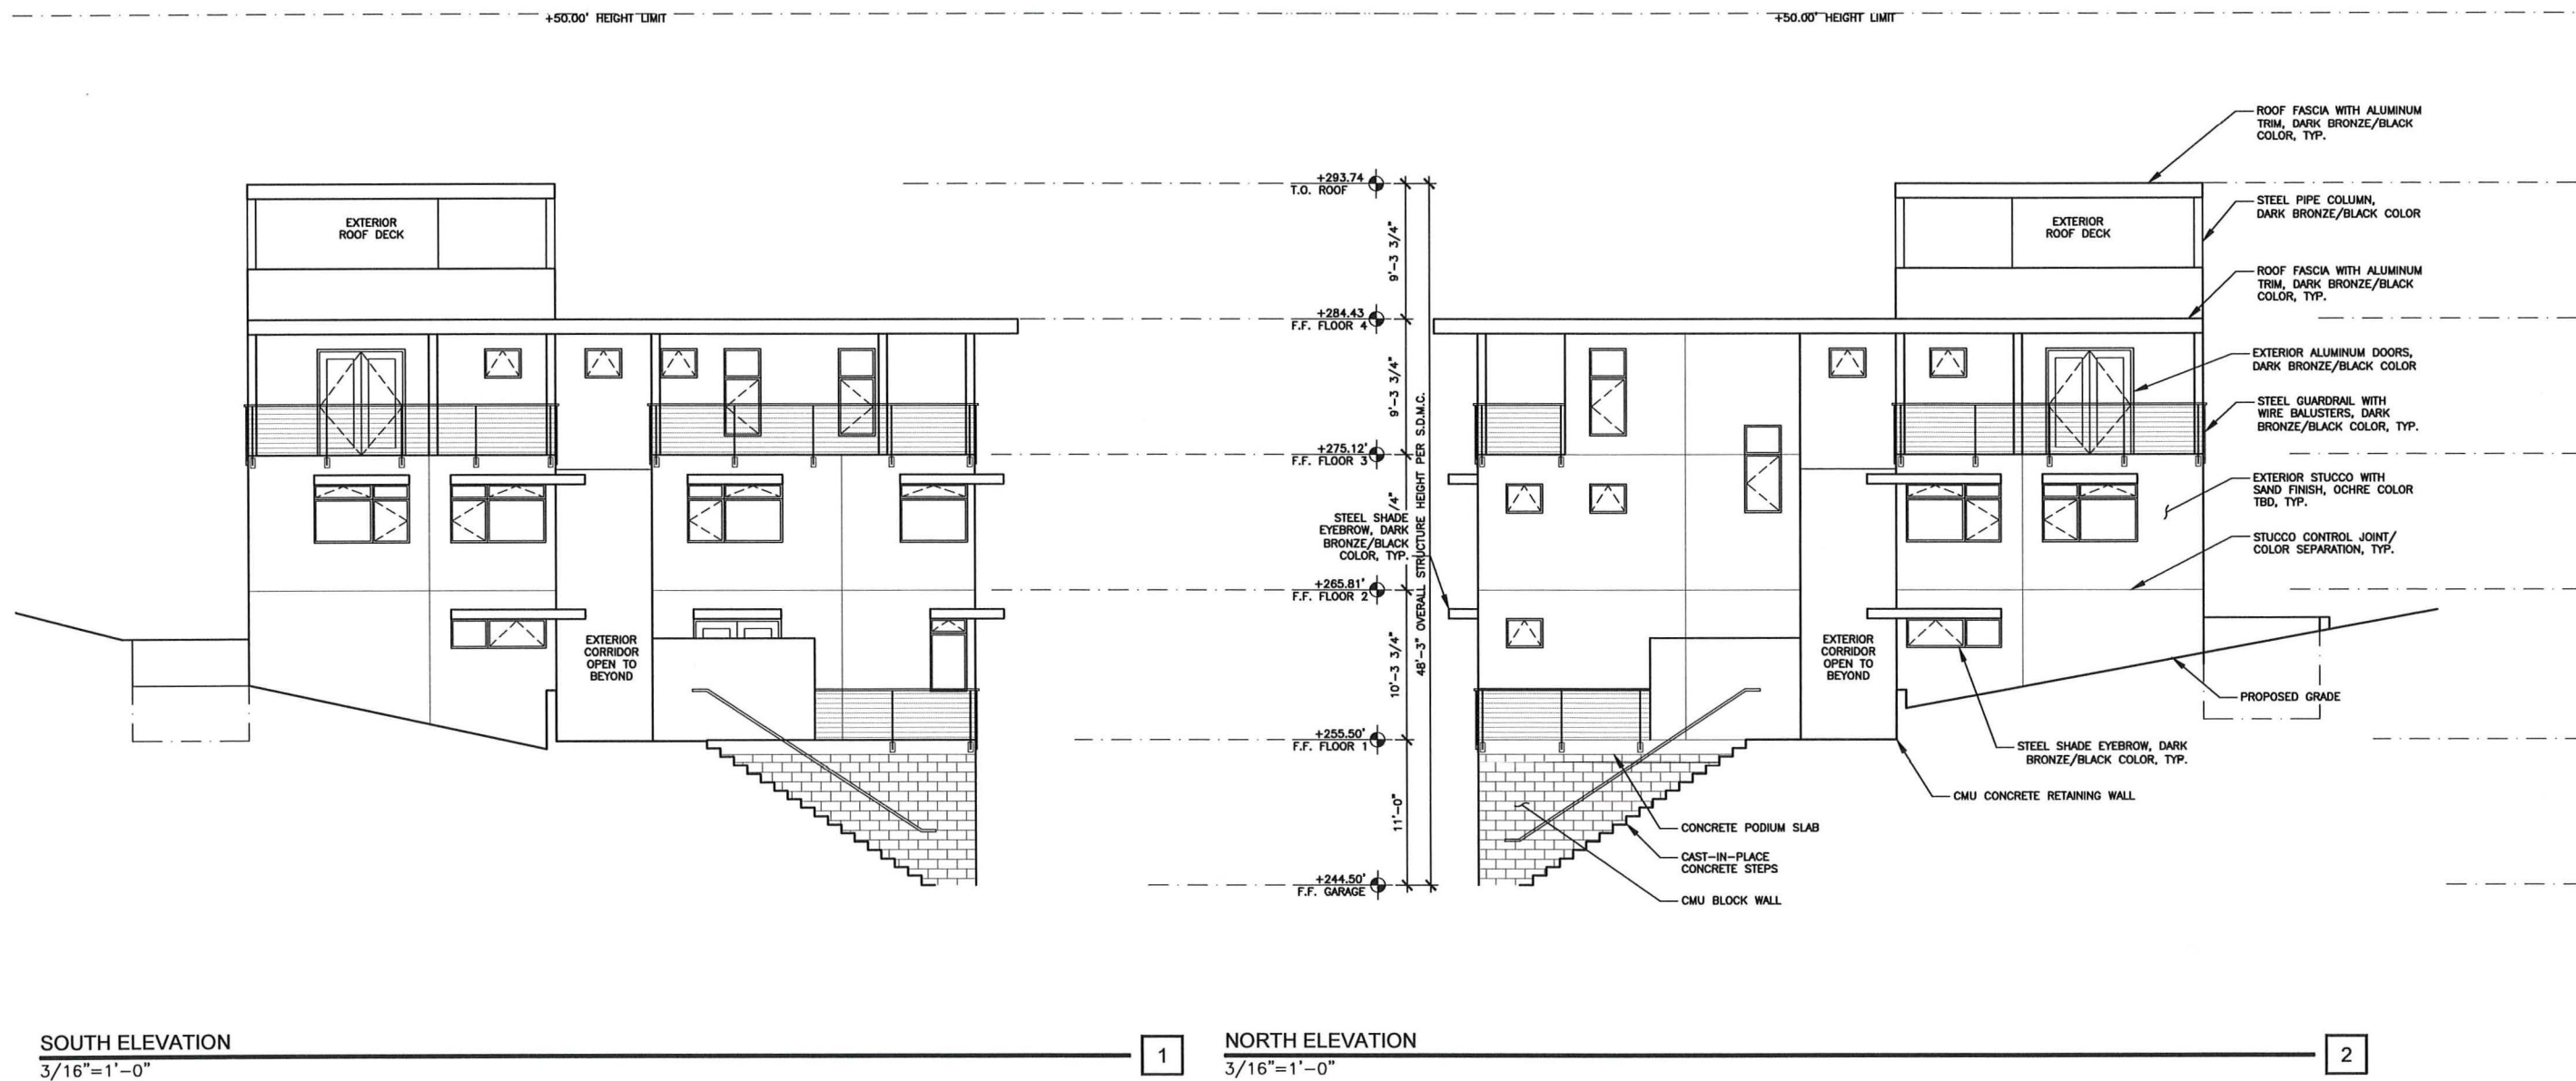 +50.00' HEIGHT LIMIT
+50.00' HEIGHT LIMIT
EXTERIOR
ROOF DECK
EXTERIOR
CORRIDOR
OPEN TO
BEYOND
+293.74
T.O. ROOF
+284.43
F.F. FLOOR 4
+275.12'
F.F. FLOOR 3
+265.81'
F.F. FLOOR 2
+255.50'
F.F. FLOOR 1
+244.50'
F.F. GARAGE
9'-3 3/4"
9'-3 3/4"
/4"
10'-3 3/4"
11'-0"
48'-3" OVERALL STRUCTURE HEIGHT PER S.D.M.C.
STEEL SHADE
EYEBROW, DARK
BRONZE/BLACK
COLOR, TYP.
EXTERIOR
ROOF DECK
EXTERIOR
CORRIDOR
OPEN TO
BEYOND
ROOF FASCIA WITH ALUMINUM
TRIM, DARK BRONZE/BLACK
COLOR, TYP.
STEEL PIPE COLUMN,
DARK BRONZE/BLACK COLOR
ROOF FASCIA WITH ALUMINUM
TRIM, DARK BRONZE/BLACK
COLOR, TYP.
EXTERIOR ALUMINUM DOORS,
DARK BRONZE/BLACK COLOR
STEEL GUARDRAIL WITH
WIRE BALUSTERS, DARK
BRONZE/BLACK COLOR, TYP.
EXTERIOR STUCCO WITH
SAND FINISH, OCHRE COLOR
TBD, TYP.
STUCCO CONTROL JOINT/
COLOR SEPARATION, TYP.
PROPOSED GRADE
STEEL SHADE EYEBROW, DARK
BRONZE/BLACK COLOR, TYP.
CMU CONCRETE RETAINING WALL
CONCRETE PODIUM SLAB
CAST-IN-PLACE
CONCRETE STEPS
CMU BLOCK WALL
SOUTH ELEVATION
3/16"=1'-0"
1
NORTH ELEVATION
3/16"=1'-0"
2